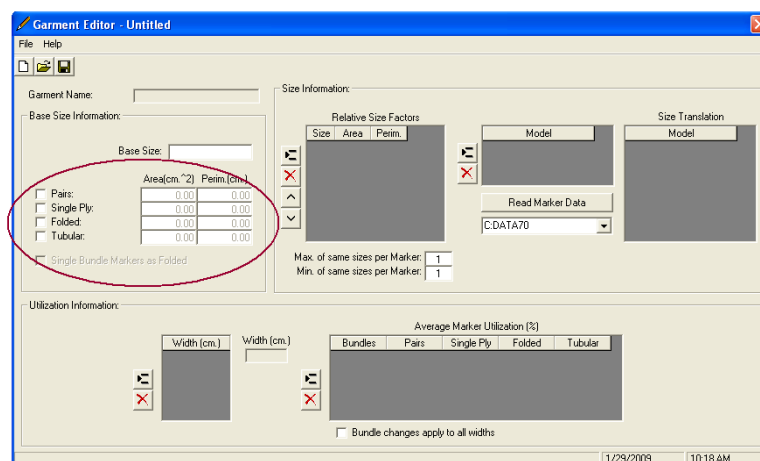 Garment Editor - Untitled
File Help
Garment Name:
Base Size Information:
Base Size:
Area(cm.^2) Perim.(cm.)
Pairs: 0.00 0.00
Single Ply: 0.00 0.00
Folded: 0.00 0.00
Tubular: 0.00 0.00
Single Bundle Markers as Folded
Size Information:
Relative Size Factors
Size Area Perim.
Model
Read Marker Data
C:DATA70
Size Translation
Model
Max. of same sizes per Marker: 1
Min. of same sizes per Marker: 1
Utilization Information:
Width (cm.)
Width (cm.)
Average Marker Utilization (%)
Bundles Pairs Single Ply Folded Tubular
Bundle changes apply to all widths
1/29/2009 10:18 AM